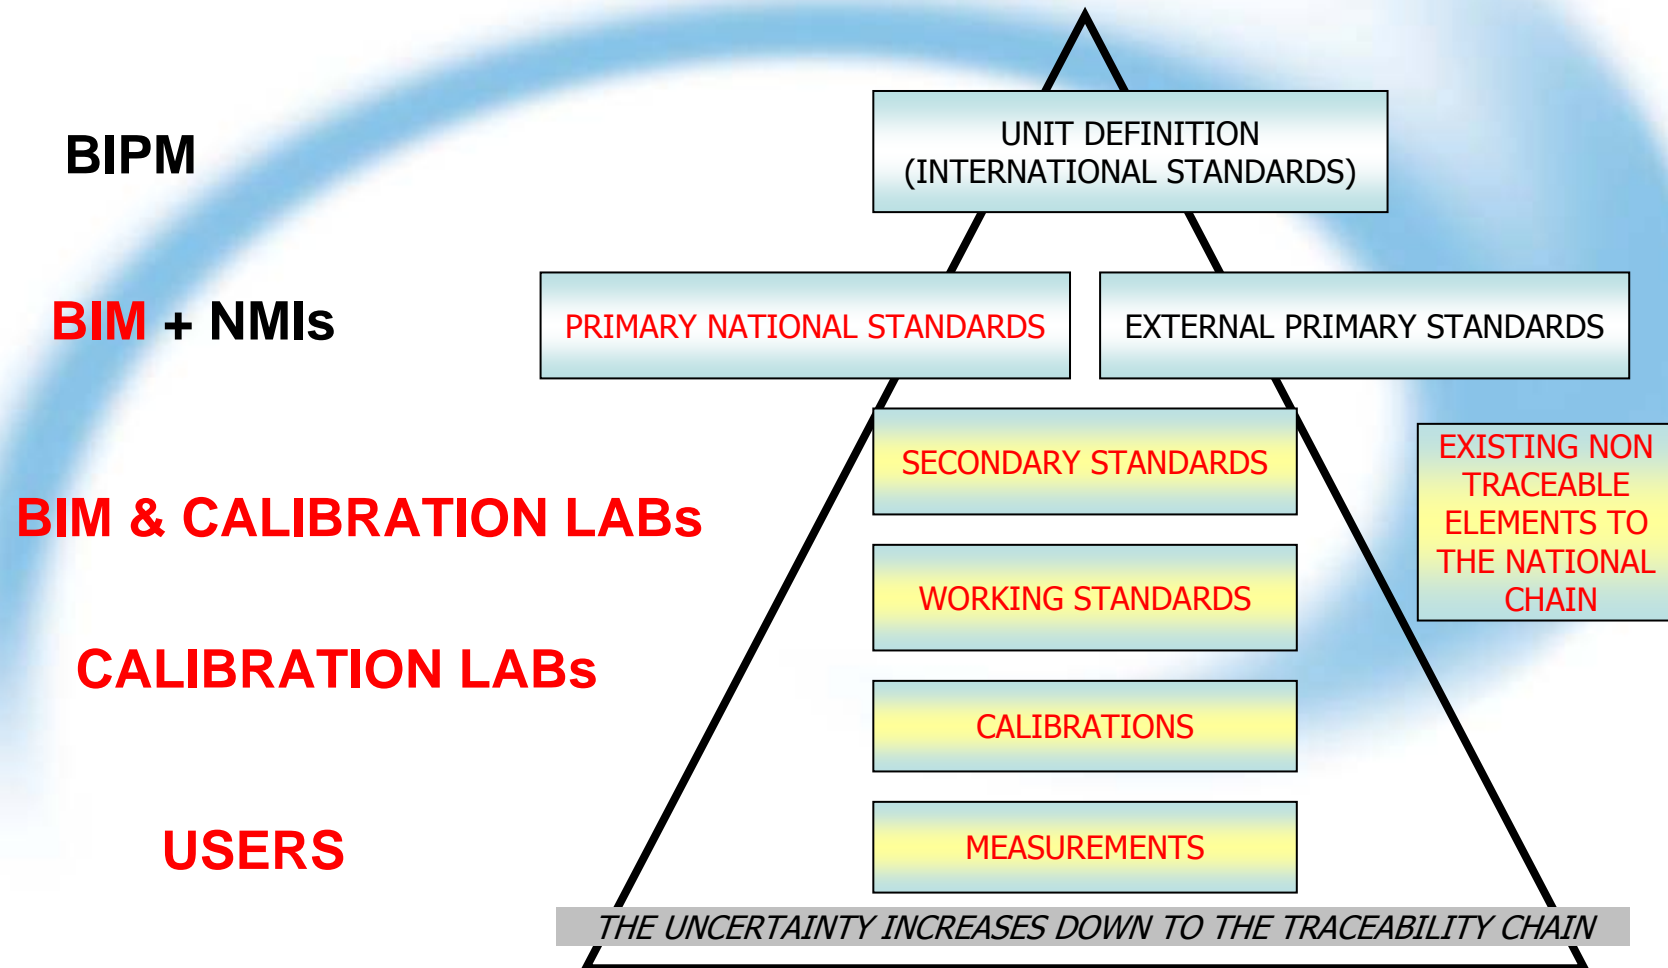 BIPM
UNIT DEFINITION
(INTERNATIONAL STANDARDS)
BIM + NMIs
PRIMARY NATIONAL STANDARDS
EXTERNAL PRIMARY STANDARDS
BIM & CALIBRATION LABs
SECONDARY STANDARDS
WORKING STANDARDS
EXISTING NON
TRACEABLE
ELEMENTS TO
THE NATIONAL
CHAIN
CALIBRATION LABs
CALIBRATIONS
USERS
MEASUREMENTS
THE UNCERTAINTY INCREASES DOWN TO THE TRACEABILITY CHAIN